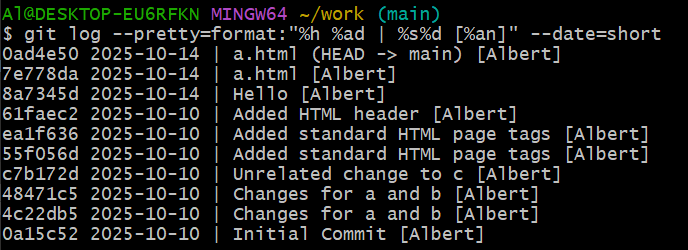 Al@DESKTOP-EU6RFKN MINGW64 ~/work (main)
$ git log --pretty=format:"%h %ad | %s%d [%an]" --date=short
0ad4e50 2025-10-14 | a.html (HEAD -> main) [Albert]
7e778da 2025-10-14 | a.html [Albert]
8a7345d 2025-10-14 | Hello [Albert]
61faec2 2025-10-10 | Added HTML header [Albert]
ea1f636 2025-10-10 | Added standard HTML page tags [Albert]
55f056d 2025-10-10 | Added standard HTML page tags [Albert]
c7b172d 2025-10-10 | Unrelated change to c [Albert]
48471c5 2025-10-10 | Changes for a and b [Albert]
4c22db5 2025-10-10 | Changes for a and b [Albert]
0a15c52 2025-10-10 | Initial Commit [Albert]